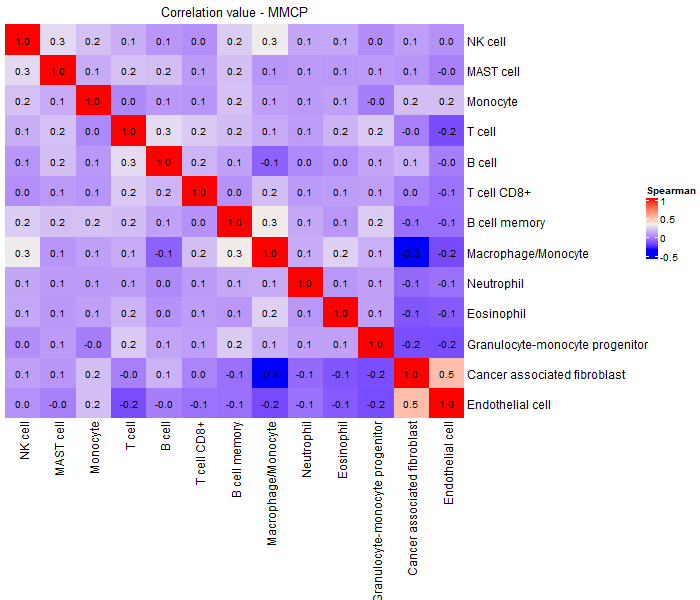 Correlation value - MMCP
1.0 0.3 0.2 0.1 0.1 0.0 0.2 0.3 0.1 0.1 0.0 0.1 0.0 NK cell
0.3 1.0 0.1 0.2 0.2 0.1 0.2 0.1 0.1 0.1 0.1 0.1 -0.0 MAST cell
0.2 0.1 1.0 0.0 0.1 0.1 0.2 0.1 0.1 0.1 -0.0 0.2 0.2 Monocyte
0.1 0.2 0.0 1.0 0.3 0.2 0.2 0.1 0.1 0.2 0.2 -0.0 -0.2 T cell
Spearman
1
0.5
0
-0.5
0.1 0.2 0.1 0.3 1.0 0.2 0.1 -0.1 0.0 0.0 0.1 0.1 -0.0 B cell
0.0 0.1 0.1 0.2 0.2 1.0 0.0 0.2 0.1 0.1 0.1 0.0 -0.1 T cell CD8+
0.2 0.2 0.2 0.2 0.1 0.0 1.0 0.3 0.1 0.1 0.2 -0.1 -0.1 B cell memory
0.3 0.1 0.1 0.1 -0.1 0.2 0.3 1.0 0.1 0.2 0.1 -0.3 -0.2 Macrophage/Monocyte
0.1 0.1 0.1 0.1 0.0 0.1 0.1 0.1 1.0 0.1 0.1 -0.1 -0.1 Neutrophil
0.1 0.1 0.1 0.2 0.0 0.1 0.1 0.2 0.1 1.0 0.1 -0.1 -0.1 Eosinophil
0.0 0.1 -0.0 0.2 0.1 0.1 0.2 0.1 0.1 0.1 1.0 -0.2 -0.2 Granulocyte-monocyte progenitor
0.1 0.1 0.2 -0.0 0.1 0.0 -0.1 -0.3 -0.1 -0.1 -0.2 1.0 0.5 Cancer associated fibroblast
0.0 -0.0 0.2 -0.2 -0.0 -0.1 -0.1 -0.2 -0.1 -0.1 -0.2 0.5 1.0 Endothelial cell
NK cell
MAST cell
Monocyte
T cell
B cell
T cell CD8+
B cell memory
Macrophage/Monocyte
Neutrophil
Eosinophil
Granulocyte-monocyte progenitor
Cancer associated fibroblast
Endothelial cell